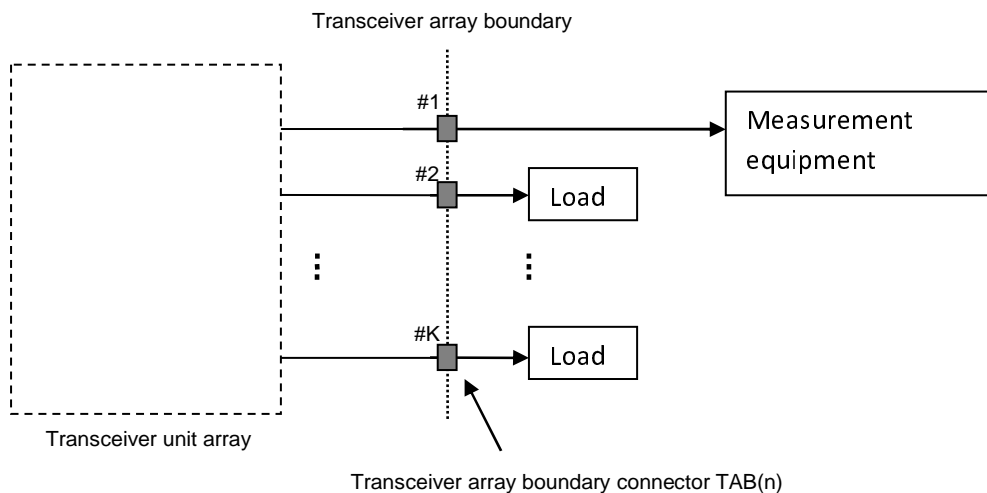 Transceiver array boundary
#1
Measurement
equipment
#2
Load
#K
Load
Transceiver unit array
Transceiver array boundary connector TAB(n)